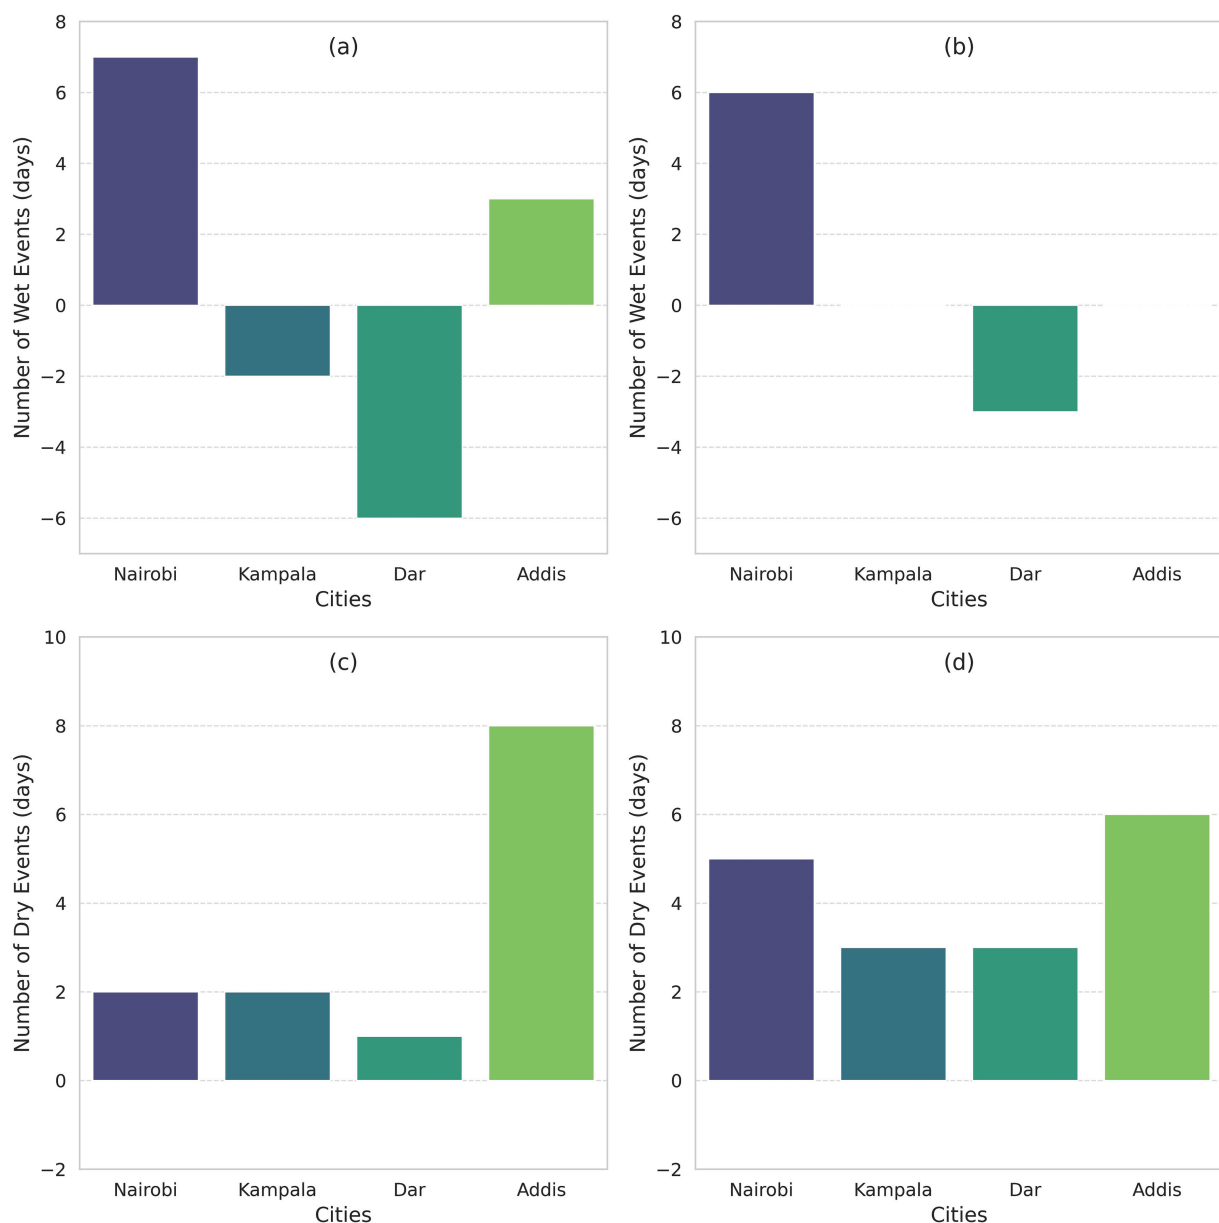 (a)
8
6
4
2
0
−2
−4
−6
Number of Wet Events (days)
Nairobi Kampala Dar Addis
Cities
(b)
8
6
4
2
0
−2
−4
−6
Number of Wet Events (days)
Nairobi Kampala Dar Addis
Cities
(c)
10
8
6
4
2
0
−2
Number of Dry Events (days)
Nairobi Kampala Dar Addis
Cities
(d)
10
8
6
4
2
0
−2
Number of Dry Events (days)
Nairobi Kampala Dar Addis
Cities